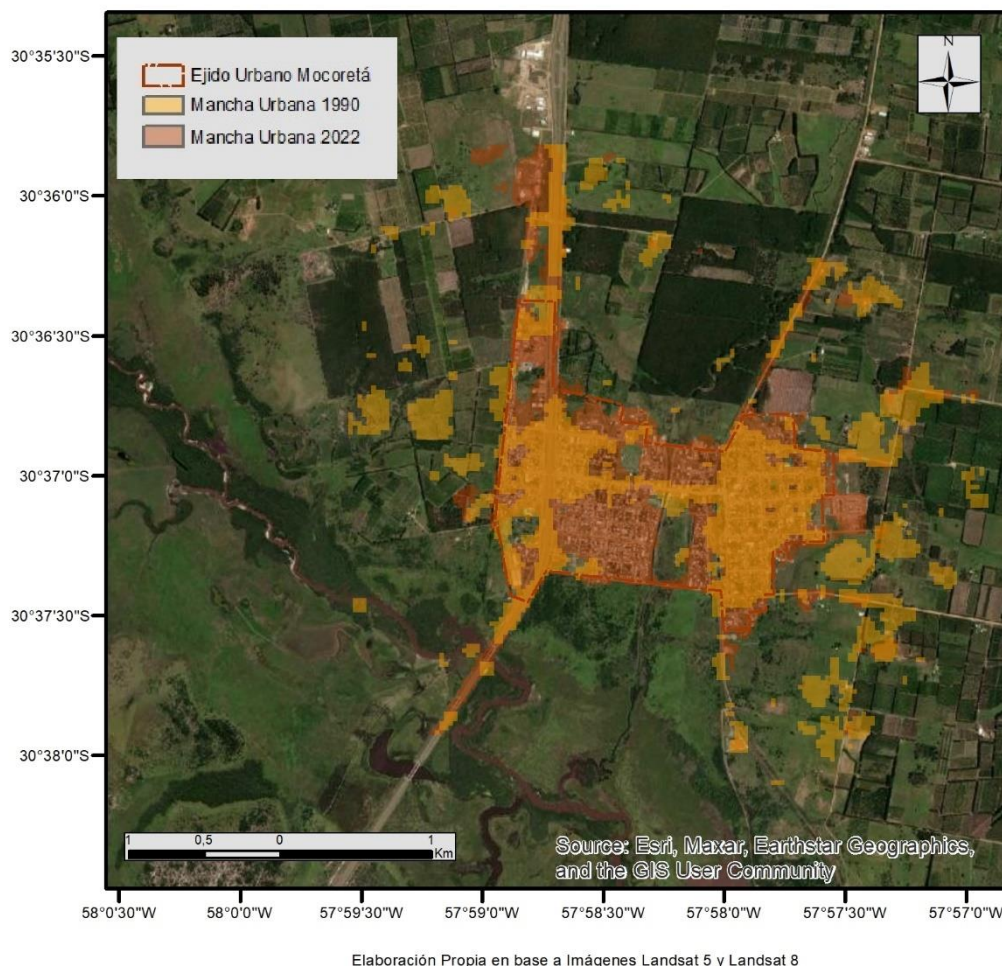 30°35'30"S
30°36'0"S
30°36'30"S
30°37'0"S
30°37'30"S
30°38'0"S
Ejido Urbano Mocoretá
Mancha Urbana 1990
Mancha Urbana 2022
N
1 0,5 0 1
Km
Source: Esri, Maxar, Earthstar Geographics,
and the GIS User Community
58°0'30"W 58°0'0"W 57°59'30"W 57°59'0"W 57°58'30"W 57°58'0"W 57°57'30"W 57°57'0"W
Elaboración Propia en base a Imágenes Landsat 5 y Landsat 8